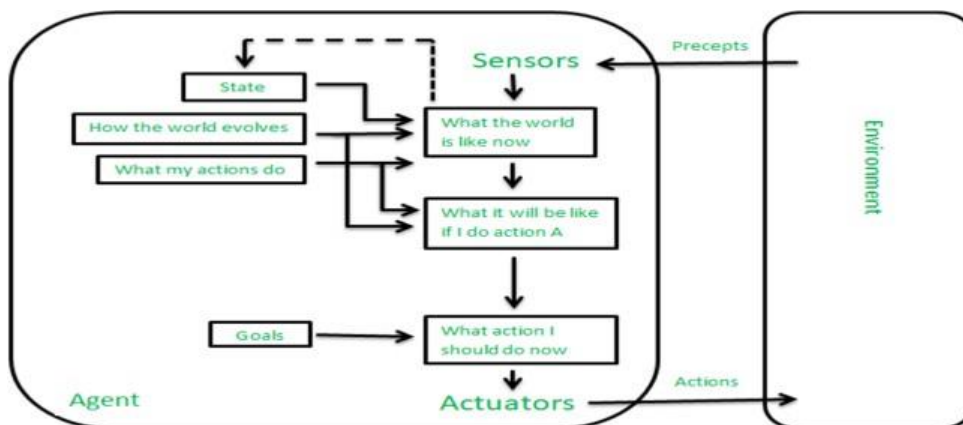 Sensors
Precepts
State
How the world evolves
What the world
is like now
What my actions do
What it will be like
if I do action A
Goals
What action I
should do now
Agent
Actuators
Actions
Environment